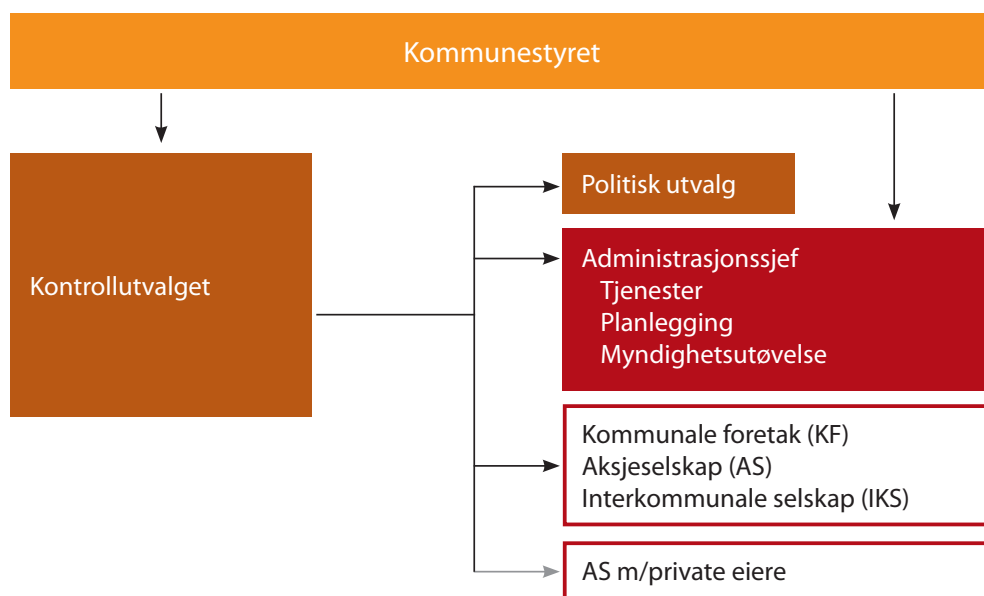 Kommunestyret
Kontrollutvalget
Politisk utvalg
Administrasjonssjef
Tjenester
Planlegging
Myndighetsutøvelse
Kommunale foretak (KF)
Aksjeselskap (AS)
Interkommunale selskap (IKS)
AS m/private eiere